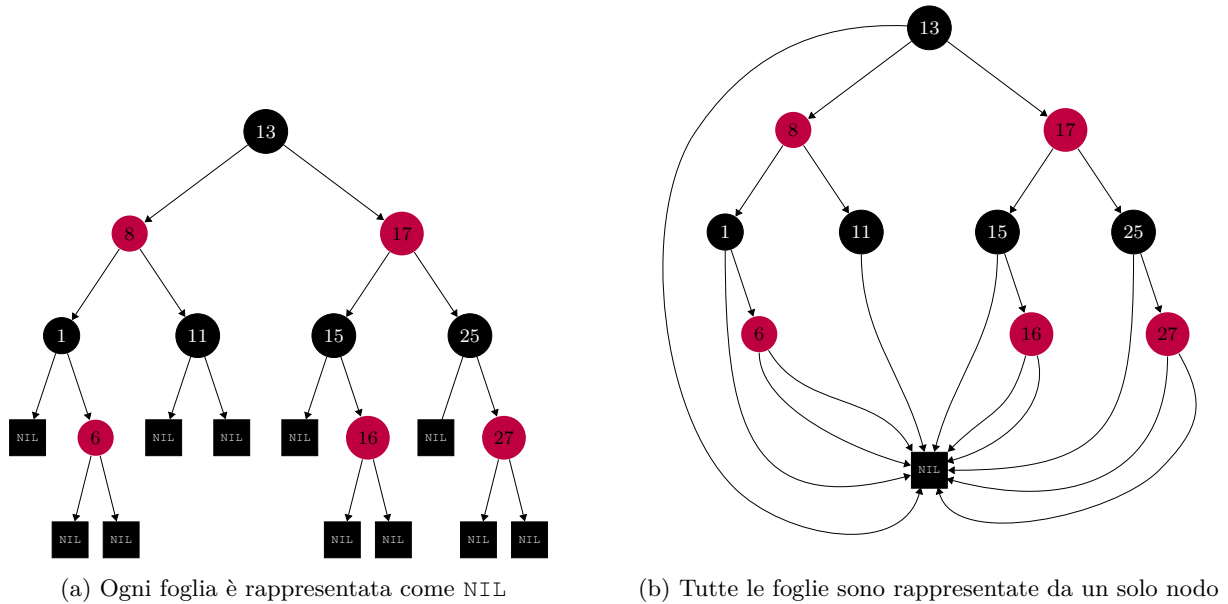 13
8
17
1
11
15
25
NIL
6
NIL
NIL
NIL
16
NIL
27
NIL
NIL
NIL
NIL
NIL
NIL
(a) Ogni foglia è rappresentata come NIL
13
8
17
1
11
15
25
6
16
27
NIL
(b) Tutte le foglie sono rappresentate da un solo nodo